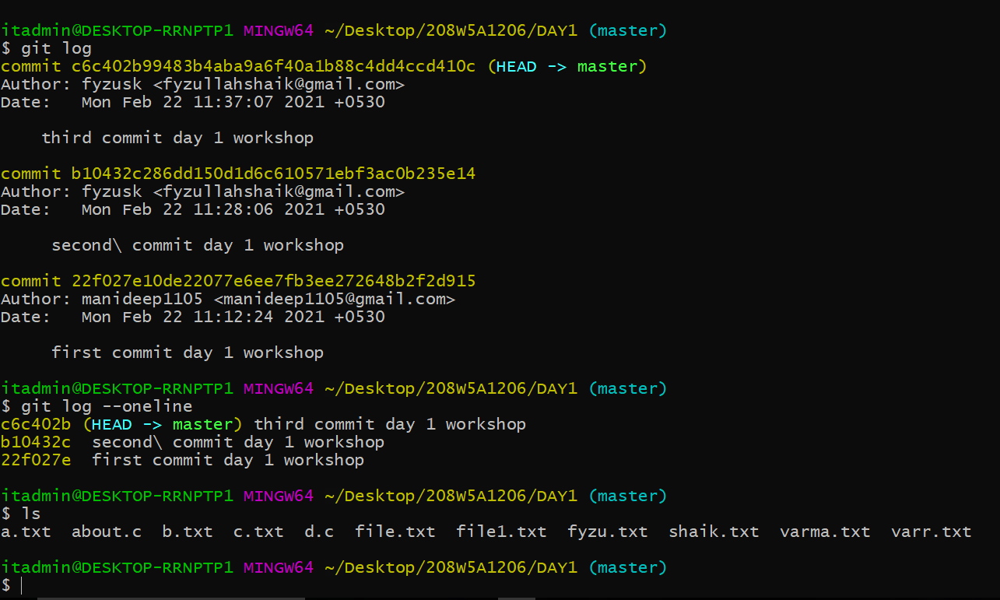 itadmin@DESKTOP-RRNPTP1 MINGW64 ~/Desktop/208W5A1206/DAY1 (master)
$ git log
commit c6c402b99483b4aba9a6f40a1b88c4dd4ccd410c (HEAD -> master)
Author: fyzusk <fyzullahshaik@gmail.com>
Date:   Mon Feb 22 11:37:07 2021 +0530
    third commit day 1 workshop
commit b10432c286dd150d1d6c610571ebf3ac0b235e14
Author: fyzusk <fyzullahshaik@gmail.com>
Date:   Mon Feb 22 11:28:06 2021 +0530
     second\ commit day 1 workshop
commit 22f027e10de22077e6ee7fb3ee272648b2f2d915
Author: manideep1105 <manideep1105@gmail.com>
Date:   Mon Feb 22 11:12:24 2021 +0530
     first commit day 1 workshop
itadmin@DESKTOP-RRNPTP1 MINGW64 ~/Desktop/208W5A1206/DAY1 (master)
$ git log --oneline
c6c402b (HEAD -> master) third commit day 1 workshop
b10432c  second\ commit day 1 workshop
22f027e  first commit day 1 workshop
itadmin@DESKTOP-RRNPTP1 MINGW64 ~/Desktop/208W5A1206/DAY1 (master)
$ ls
a.txt  about.c  b.txt  c.txt  d.c  file.txt  file1.txt  fyzu.txt  shaik.txt  varma.txt  varr.txt
itadmin@DESKTOP-RRNPTP1 MINGW64 ~/Desktop/208W5A1206/DAY1 (master)
$